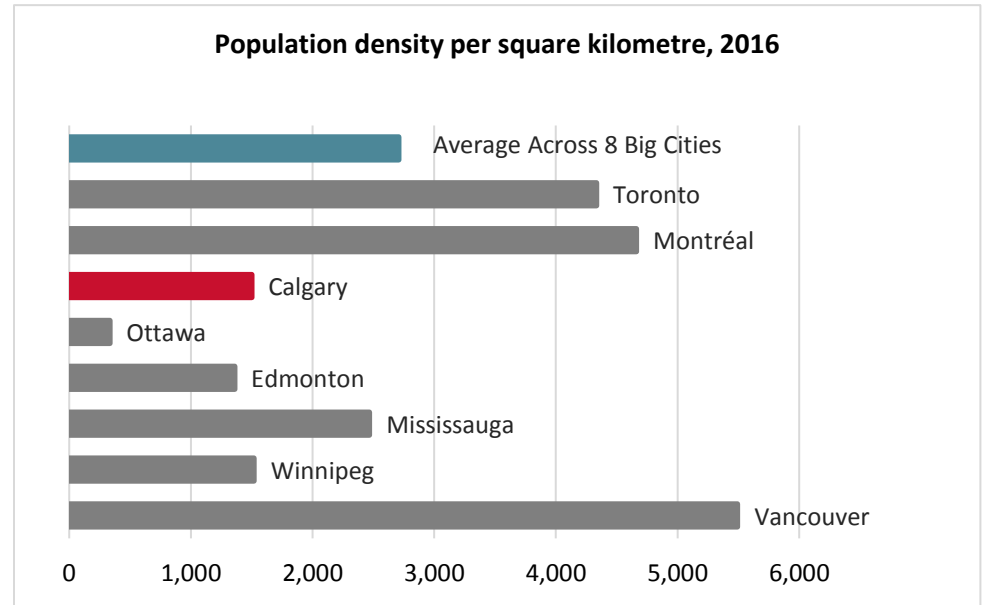 Population density per square kilometre, 2016
Average Across 8 Big Cities
Toronto
Montréal
Calgary
Ottawa
Edmonton
Mississauga
Winnipeg
Vancouver
0 1,000 2,000 3,000 4,000 5,000 6,000